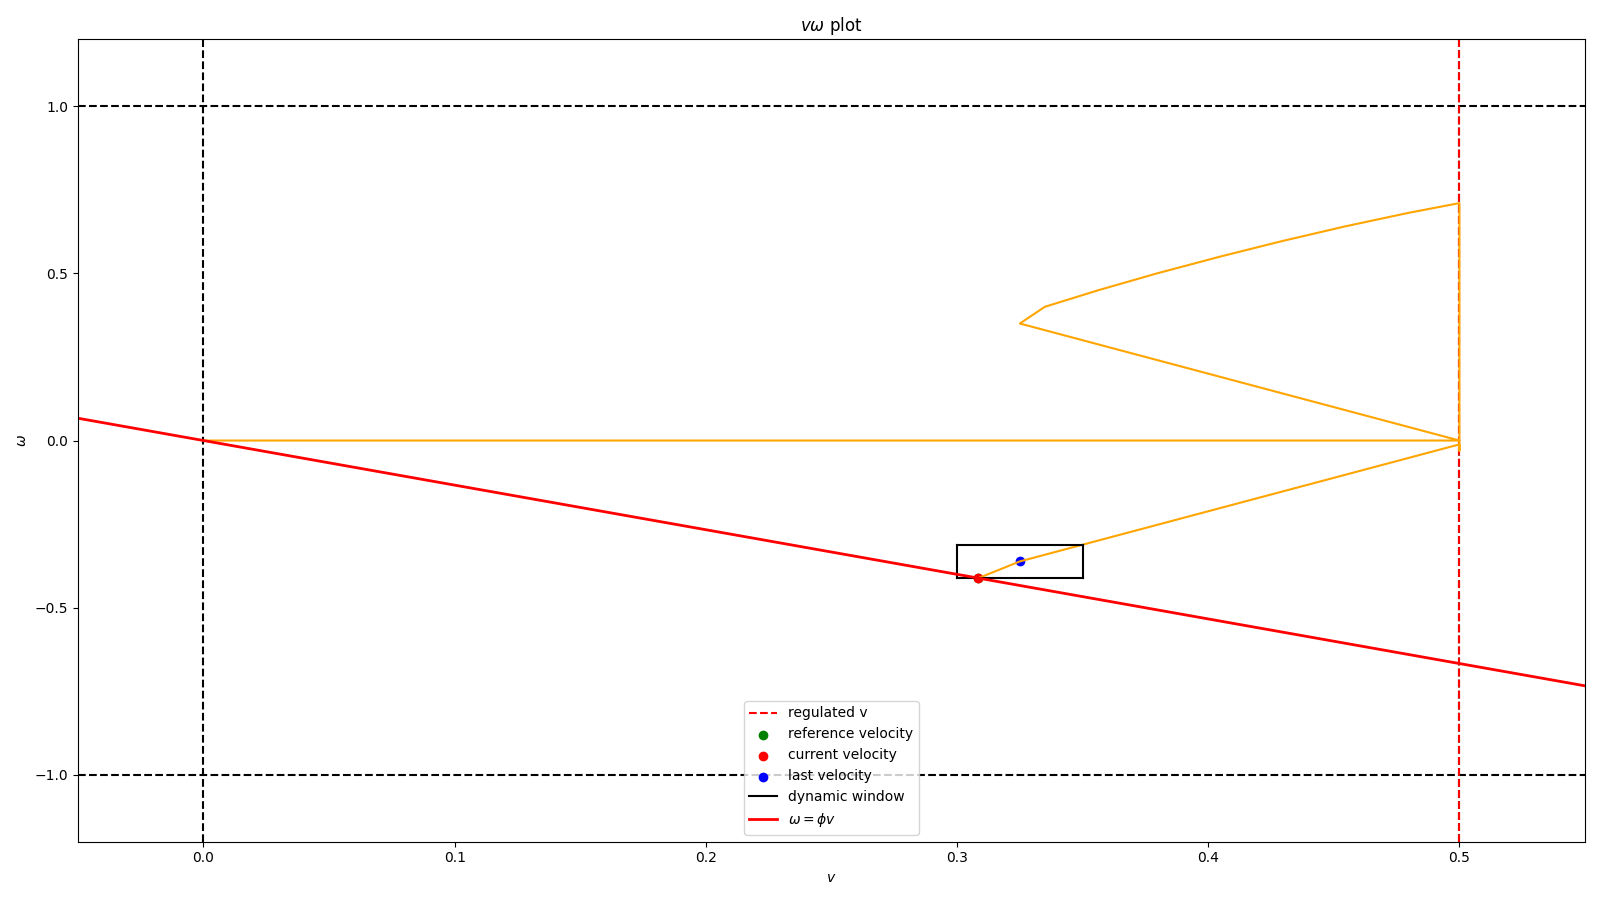 vω plot
1.0
0.5
0.0
−0.5
−1.0
ω
0.0 0.1 0.2 0.3 0.4 0.5
v
regulated v
reference velocity
current velocity
last velocity
dynamic window
ω = ϕv